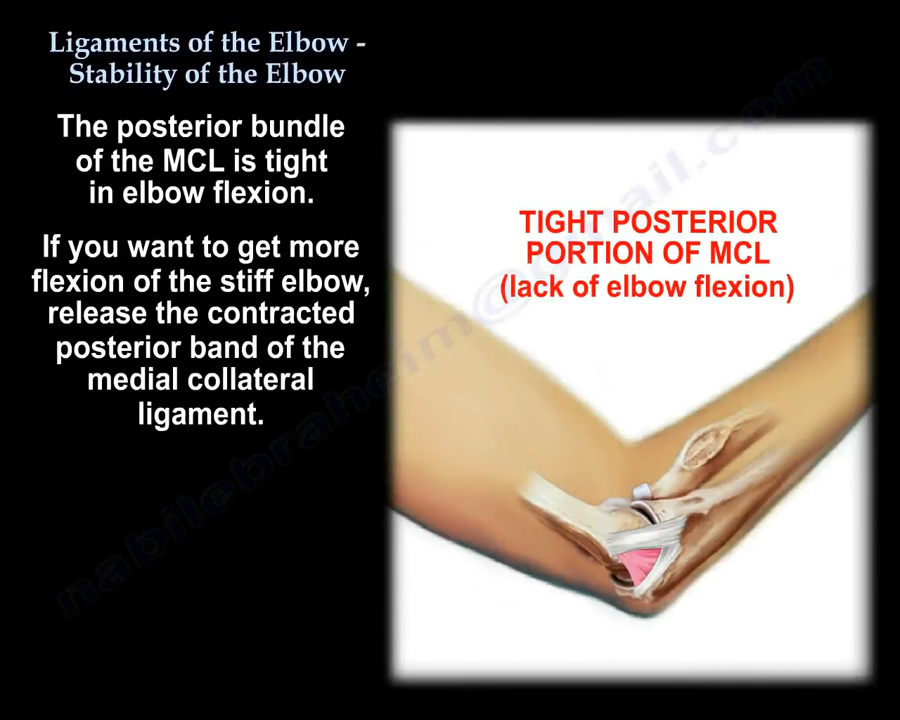 Ligaments of the Elbow -
Stability of the Elbow
The posterior bundle
of the MCL is tight
in elbow flexion.
If you want to get more
flexion of the stiff elbow,
release the contracted
posterior band of the
medial collateral
ligament.
TIGHT POSTERIOR
PORTION OF MCL
(lack of elbow flexion)